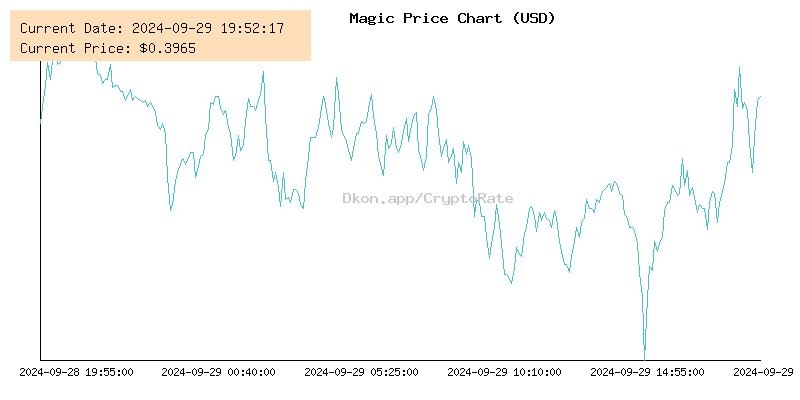 Magic Price Chart (USD)
Current Date: 2024-09-29 19:52:17
Current Price: $0.3965
Dkon.app/CryptoRate
2024-09-28 19:55:00
2024-09-29 00:40:00
2024-09-29 05:25:00
2024-09-29 10:10:00
2024-09-29 14:55:00
2024-09-29